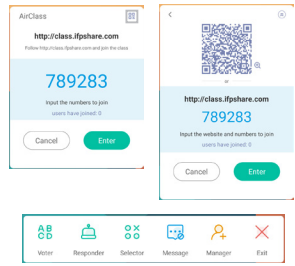 AirClass
http://class.ifpshare.com
Follow http://class.ifpshare.com and join the class
789283
Input the numbers to join
users have joined: 0
Cancel
Enter
http://class.ifpshare.com
789283
Input the website and numbers to join
users have joined: 0
Cancel
Enter
AB
CD
Voter
Responder
Selector
Message
Manager
Exit